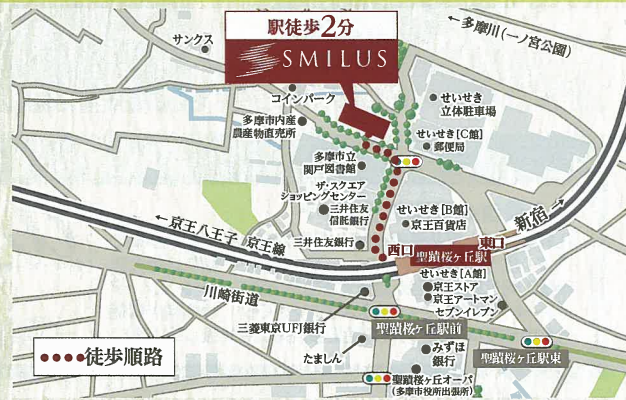 駅徒歩2分
SMILUS
←多摩川(一ノ宮公園)
サンクス
コインパーク
せいせき
立体駐車場
多摩市内産
農産物直売所
せいせき[C館]
郵便局
多摩市立
関戸図書館
ザ・スクエア
ショッピングセンター
三井住友
信託銀行
せいせき[B館]
京王百貨店
新宿→
←京王八王子 京王線
三井住友銀行
西口
東口
聖蹟桜ヶ丘駅
せいせき[A館]
京王ストア
京王アートマン
セブンイレブン
川崎街道
三菱東京UFJ銀行
聖蹟桜ヶ丘駅前
たましん
みずほ
銀行
聖蹟桜ヶ丘駅東
徒歩順路
聖蹟桜ヶ丘オーパ
(多摩市役所出張所)